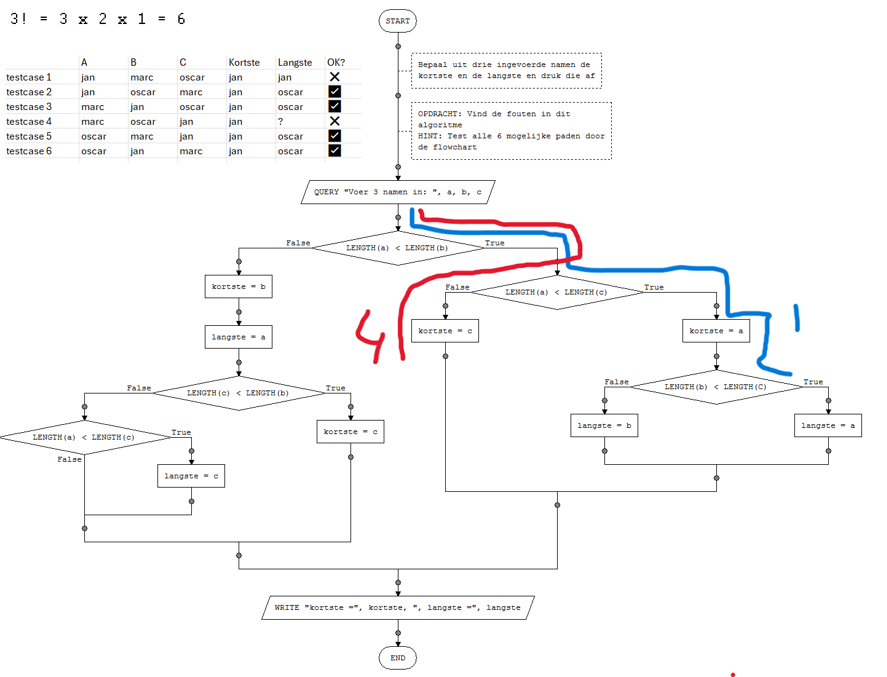 3! = 3 x 2 x 1 = 6
A B C Kortste Langste OK?
testcase 1 jan marc oscar jan jan
testcase 2 jan oscar marc jan oscar
testcase 3 marc jan oscar jan oscar
testcase 4 marc oscar jan jan ?
testcase 5 oscar marc jan jan oscar
testcase 6 oscar jan marc jan oscar
START
Bepaal uit drie ingevoerde namen de
kortste en de langste en druk die af
OPDRACHT: Vind de fouten in dit
algoritme
HINT: Test alle 6 mogelijke paden door
de flowchart
QUERY "Voer 3 namen in: ", a, b, c
False LENGTH(a) < LENGTH(b) True
kortste = b
False LENGTH(a) < LENGTH(c) True
4
1
langste = a
kortste = c
kortste = a
False LENGTH(c) < LENGTH(b) True
False LENGTH(b) < LENGTH(C) True
LENGTH(a) < LENGTH(c) True
False
kortste = c
langste = b
langste = a
langste = c
WRITE "kortste =", kortste, ", langste =", langste
END